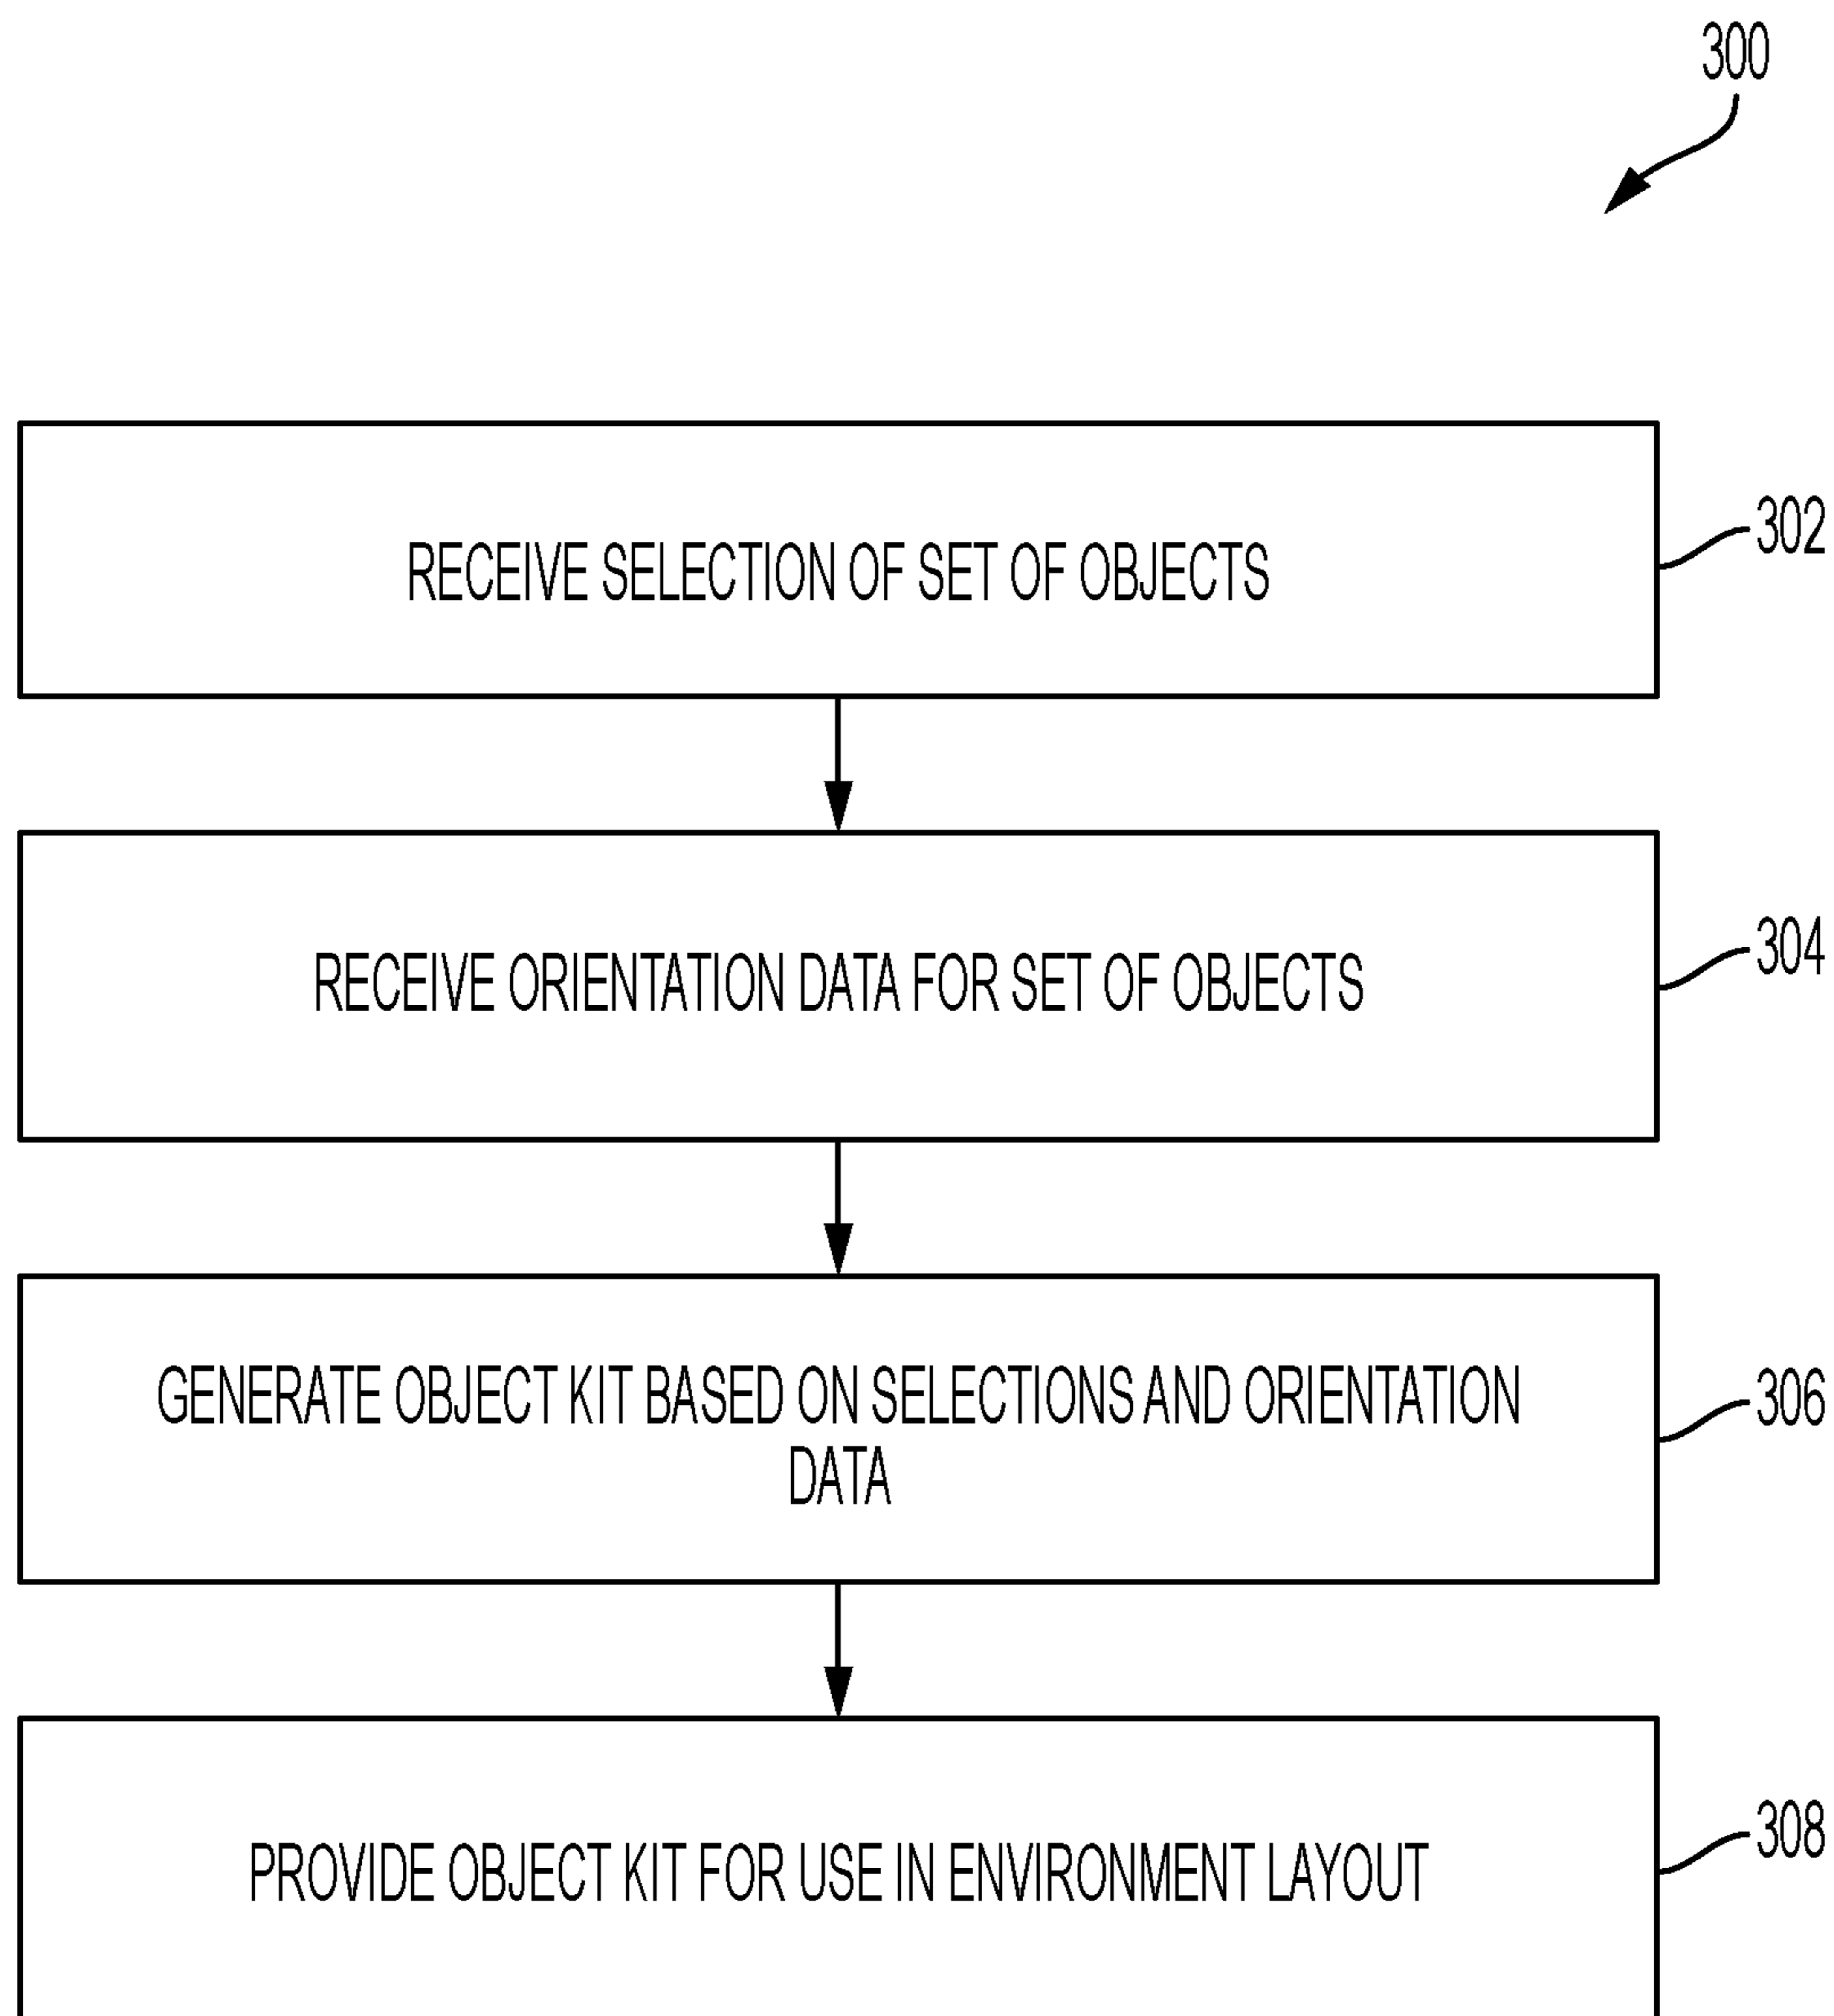 300
RECEIVE SELECTION OF SET OF OBJECTS
302
RECEIVE ORIENTATION DATA FOR SET OF OBJECTS
304
GENERATE OBJECT KIT BASED ON SELECTIONS AND ORIENTATION
DATA
306
PROVIDE OBJECT KIT FOR USE IN ENVIRONMENT LAYOUT
308